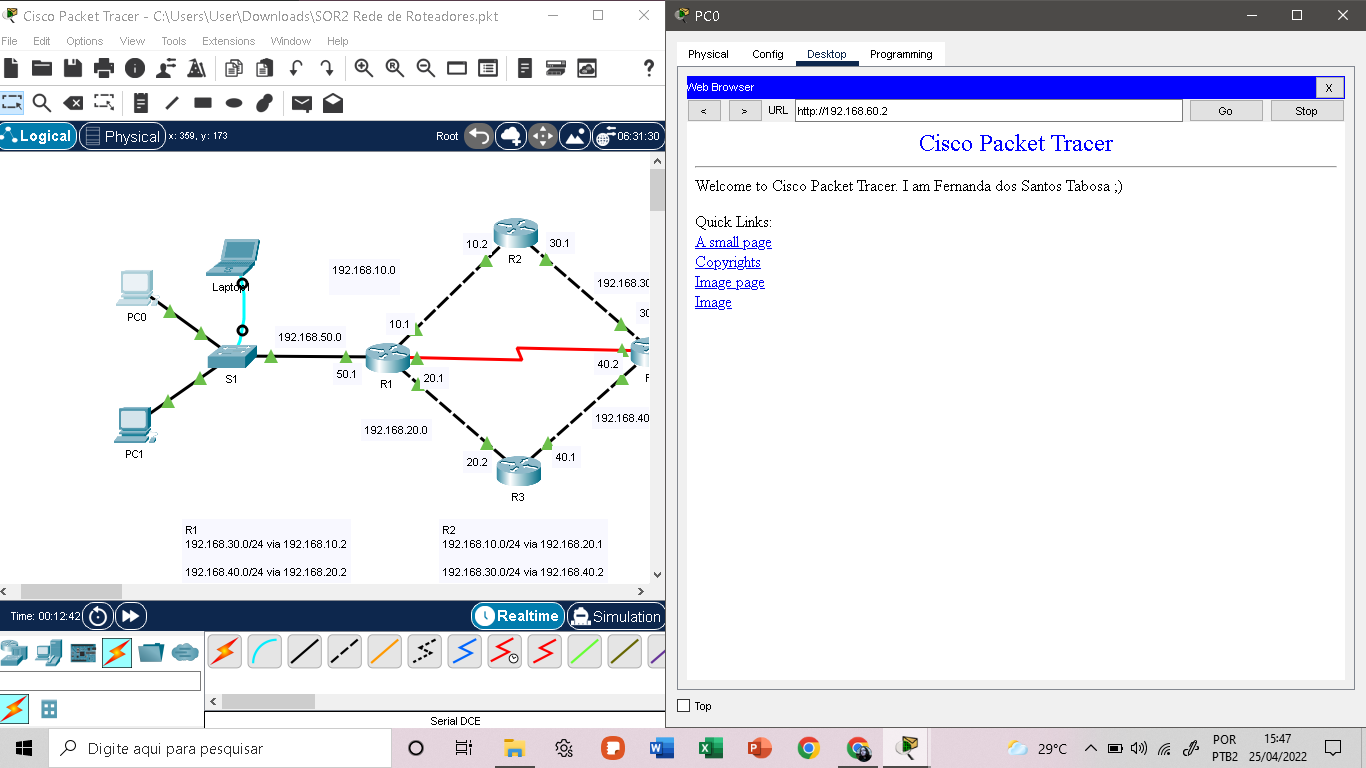 Cisco Packet Tracer - C:\Users\User\Downloads\SOR2 Rede de Roteadores.pkt
File Edit Options View Tools Extensions Window Help
?
Logical Physical x: 359, y: 173 Root 06:31:30
192.168.10.0
10.2
30.1
R2
192.168.30
Laptop1
PC0
10.1
30
192.168.50.0
50.1
R1
S1
20.1
40.2
192.168.20.0
192.168.40
PC1
20.2
40.1
R3
R1
192.168.30.0/24 via 192.168.10.2
192.168.40.0/24 via 192.168.20.2
R2
192.168.10.0/24 via 192.168.20.1
192.168.30.0/24 via 192.168.40.2
Time: 00:12:42 Realtime Simulation
Serial DCE
PC0
Physical Config Desktop Programming
Web Browser X
< > URL http://192.168.60.2 Go Stop
Cisco Packet Tracer
Welcome to Cisco Packet Tracer. I am Fernanda dos Santos Tabosa ;)
Quick Links:
A small page
Copyrights
Image page
Image
Top
Digite aqui para pesquisar
29°C
POR
PTB2
15:47
25/04/2022